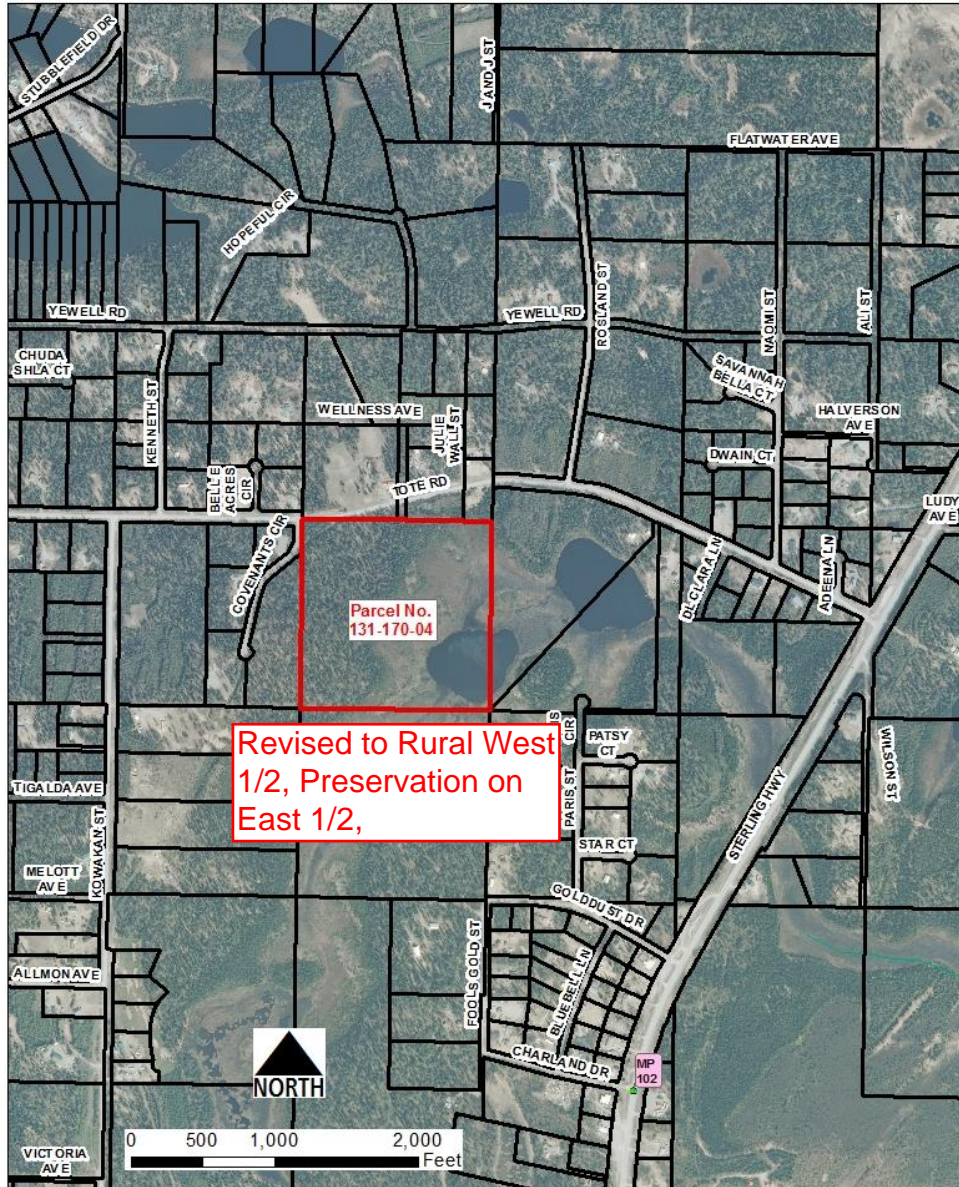 STUBBLEFIELD DR
J AND J ST
FLATWATER AVE
HOPEFUL CIR
ROSLAND ST
NAOMI ST
ALI ST
YEWELL RD
YEWELL RD
CHUDA
SHLA CT
KENNETH ST
SAVANNAH
BELLA CT
WELLNESS AVE
JULIE
WALL ST
HALVERSON
AVE
BELLE
ACRES
CIR
DWAIN CT
TOTE RD
LUDY
AVE
COVENANTS CIR
DL CLARA LN
ADEENA LN
Parcel No.
131-170-04
CIR
PATSY
CT
WILSON ST
Revised to Rural West
1/2, Preservation on
East 1/2,
TIGALDA AVE
KOWAKAN ST
PARIS ST
STERLING HWY
STAR CT
MELOTT
AVE
GOLDDUST DR
FOOLS GOLD ST
BLUEBELL LN
ALLMON AVE
CHARLAND DR
MP
102
NORTH
0 500 1,000 2,000
Feet
VICTORIA
AVE